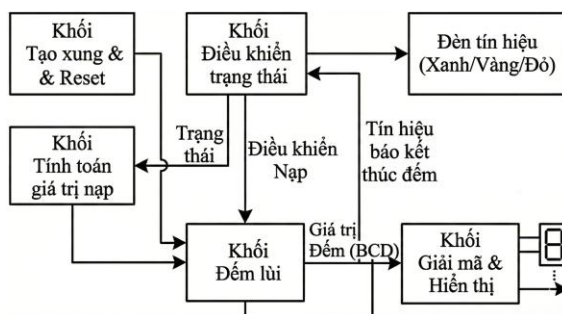 Khối
Tạo xung &
& Reset
Khối
Điều khiển
trạng thái
Đèn tín hiệu
(Xanh/Vàng/Đỏ)
Khối
Tính toán
giá trị nạp
Trạng
thái
Điều khiển
Nạp
Tín hiệu
báo kết
thúc đếm
Khối
Đếm lùi
Giá trị
Đếm (BCD)
Khối
Giải mã &
Hiển thị